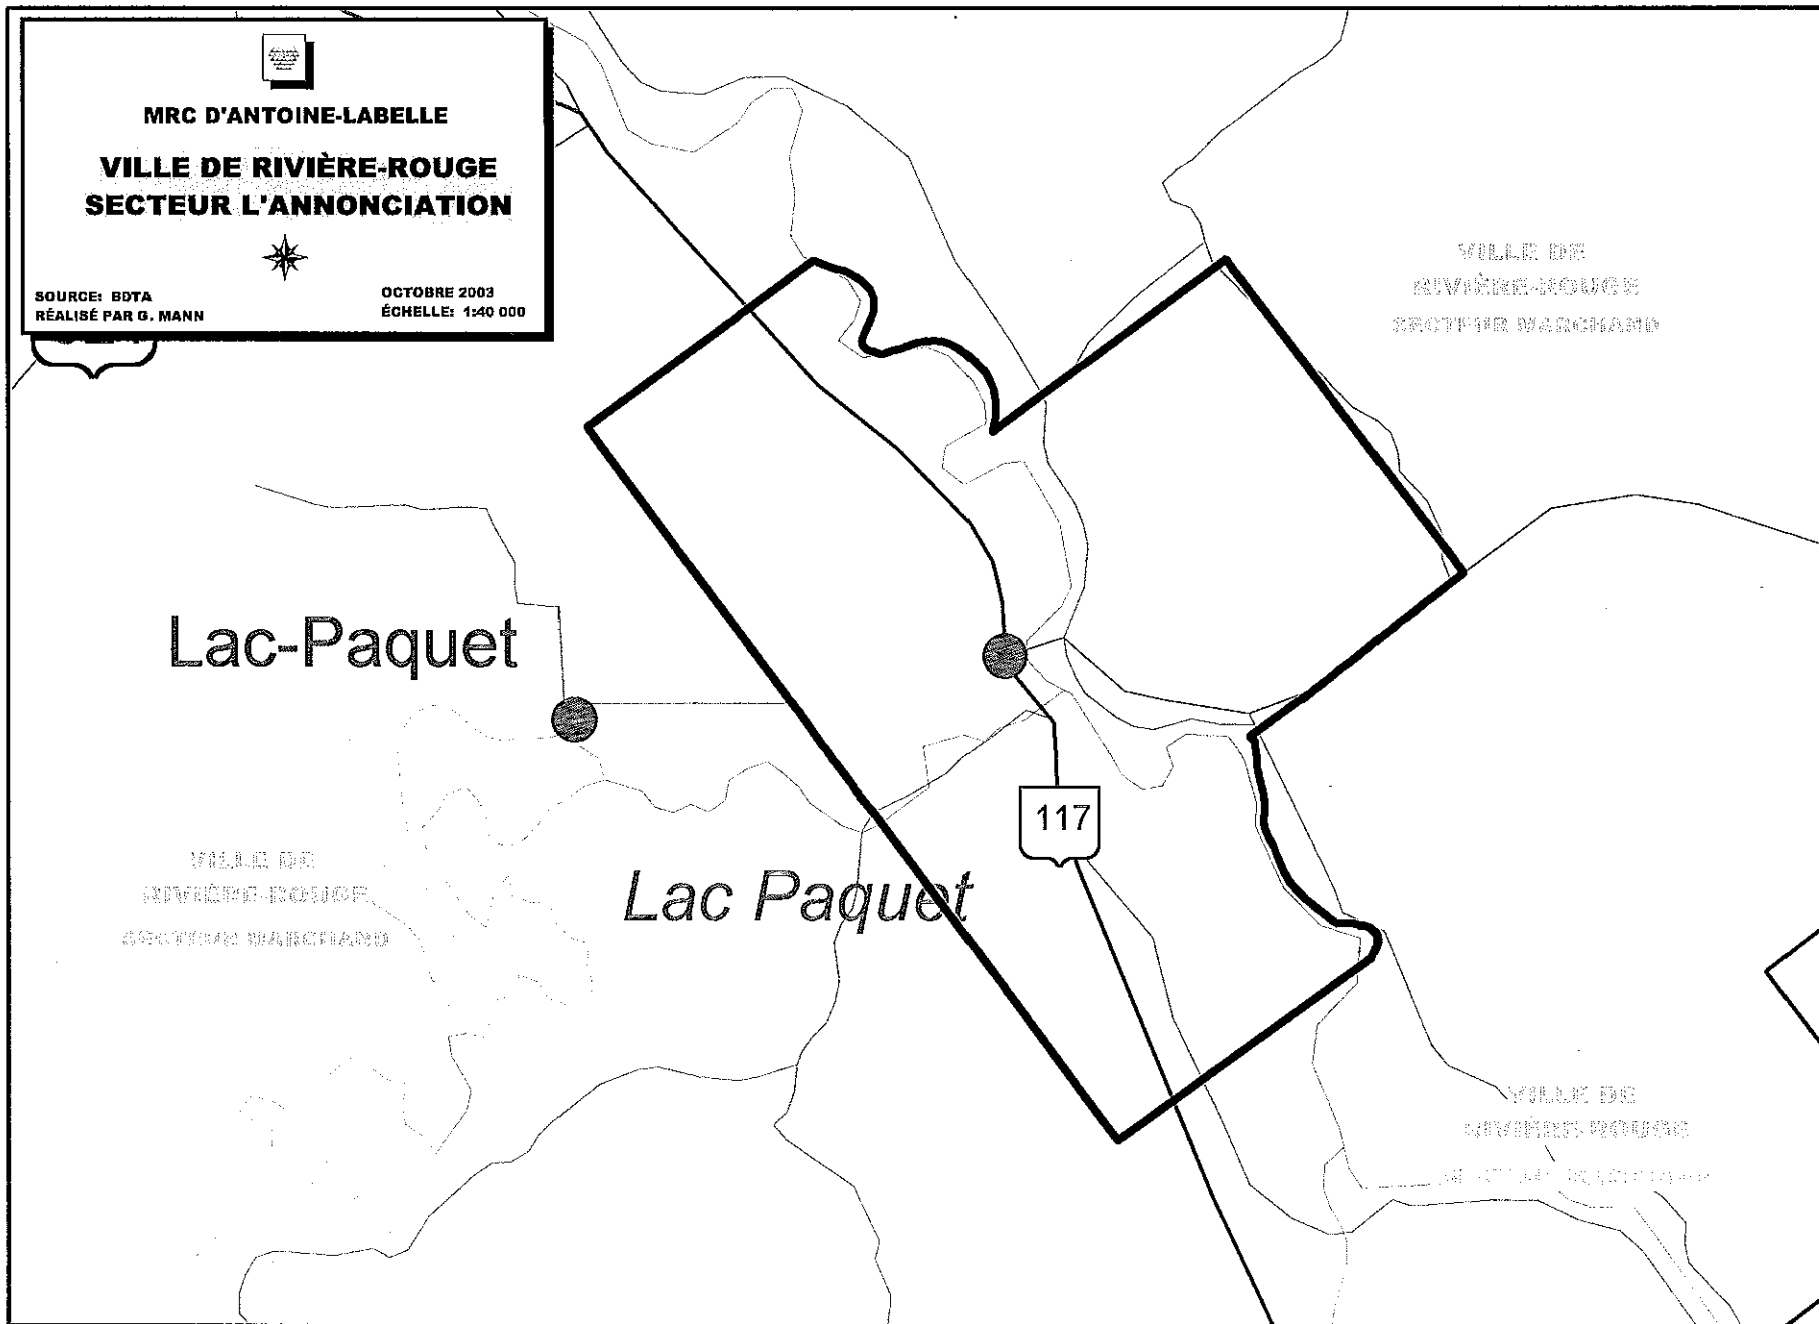 MRC D'ANTOINE-LABELLE
VILLE DE RIVIÈRE-ROUGE
SECTEUR L'ANNONCIATION
SOURCE: BDTA
RÉALISÉ PAR G. MANN
OCTOBRE 2003
ÉCHELLE: 1:40 000
VILLE DE
RIVIÈRE-ROUGE
SECTEUR MARCHAND
Lac-Paquet
117
VILLE DE
RIVIÈRE-ROUGE
SECTEUR MARCHAND
Lac Paquet
VILLE DE
RIVIÈRE-ROUGE